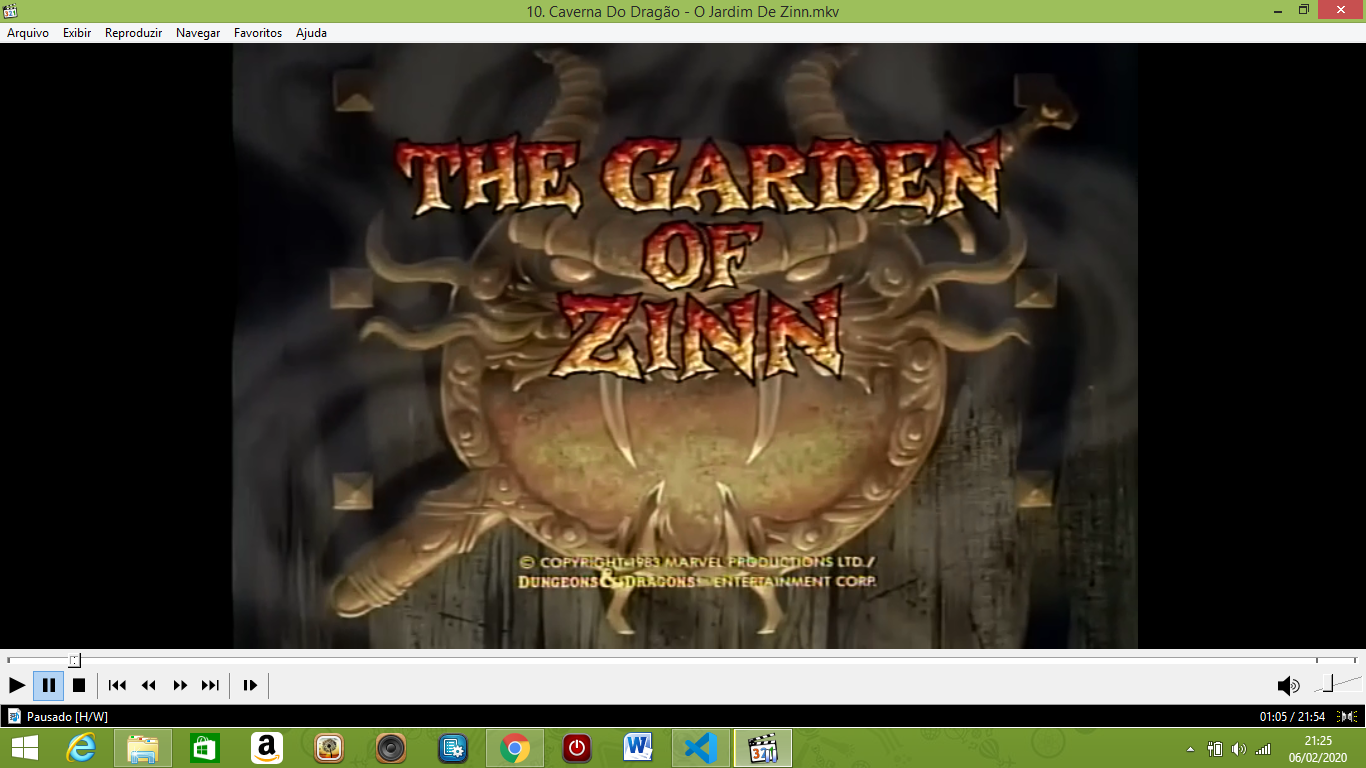 10. Caverna Do Dragão - O Jardim De Zinn.mkv
Arquivo Exibir Reproduzir Navegar Favoritos Ajuda
THE GARDEN
OF
ZINN
© COPYRIGHT 1983 MARVEL PRODUCTIONS LTD./
DUNGEONS & DRAGONS ENTERTAINMENT CORP.
Pausado [H/W] 01:05 / 21:54
21:25
06/02/2020